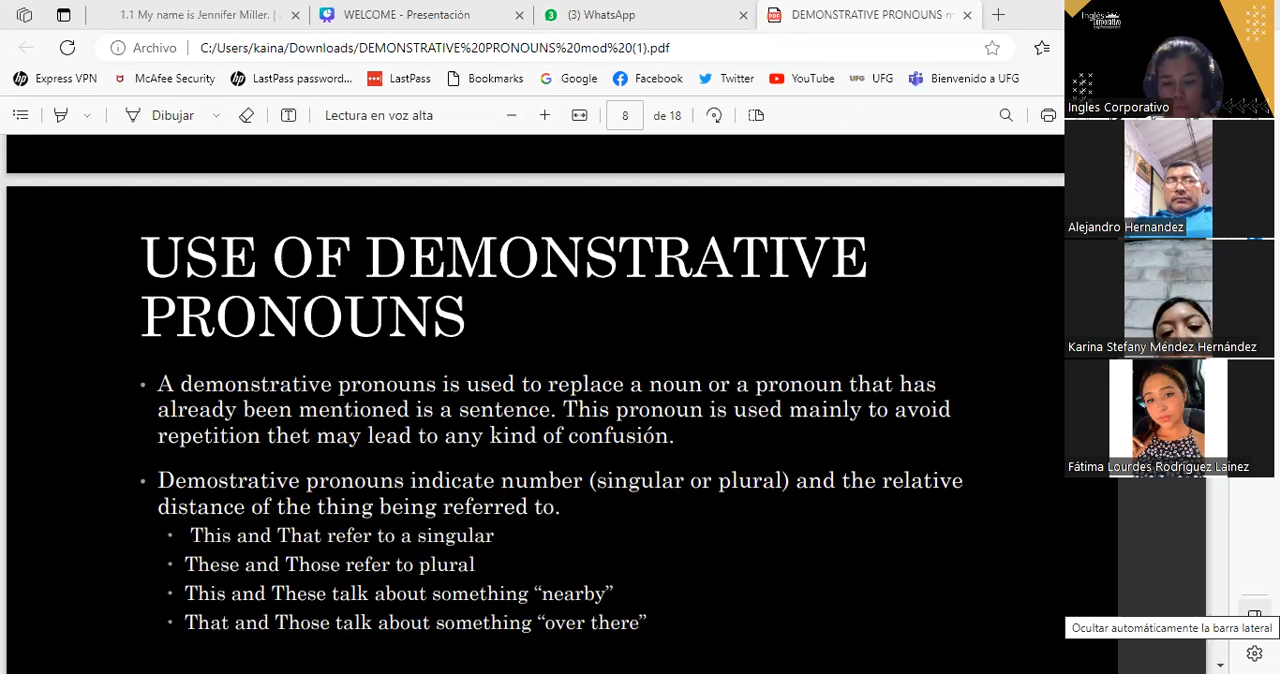 1.1 My name is Jennifer Miller.
WELCOME - Presentación
(3) WhatsApp
DEMONSTRATIVE PRONOUNS m
Archivo
C:/Users/kaina/Downloads/DEMONSTRATIVE%20PRONOUNS%20mod%20(1).pdf
Express VPN
McAfee Security
LastPass password...
LastPass
Bookmarks
Google
Facebook
Twitter
YouTube
UFG
UFG
Bienvenido a UFG
Dibujar
Lectura en voz alta
8
de 18
USE OF DEMONSTRATIVE
PRONOUNS
• A demonstrative pronouns is used to replace a noun or a pronoun that has
already been mentioned is a sentence. This pronoun is used mainly to avoid
repetition thet may lead to any kind of confusión.
• Demostrative pronouns indicate number (singular or plural) and the relative
distance of the thing being referred to.
• This and That refer to a singular
• These and Those refer to plural
• This and These talk about something “nearby”
• That and Those talk about something “over there”
Inglés
Corporativo
Ingles Corporativo
Alejandro Hernandez
Karina Stefany Méndez Hernández
Fátima Lourdes Rodriguez Lainez
Ocultar automáticamente la barra lateral